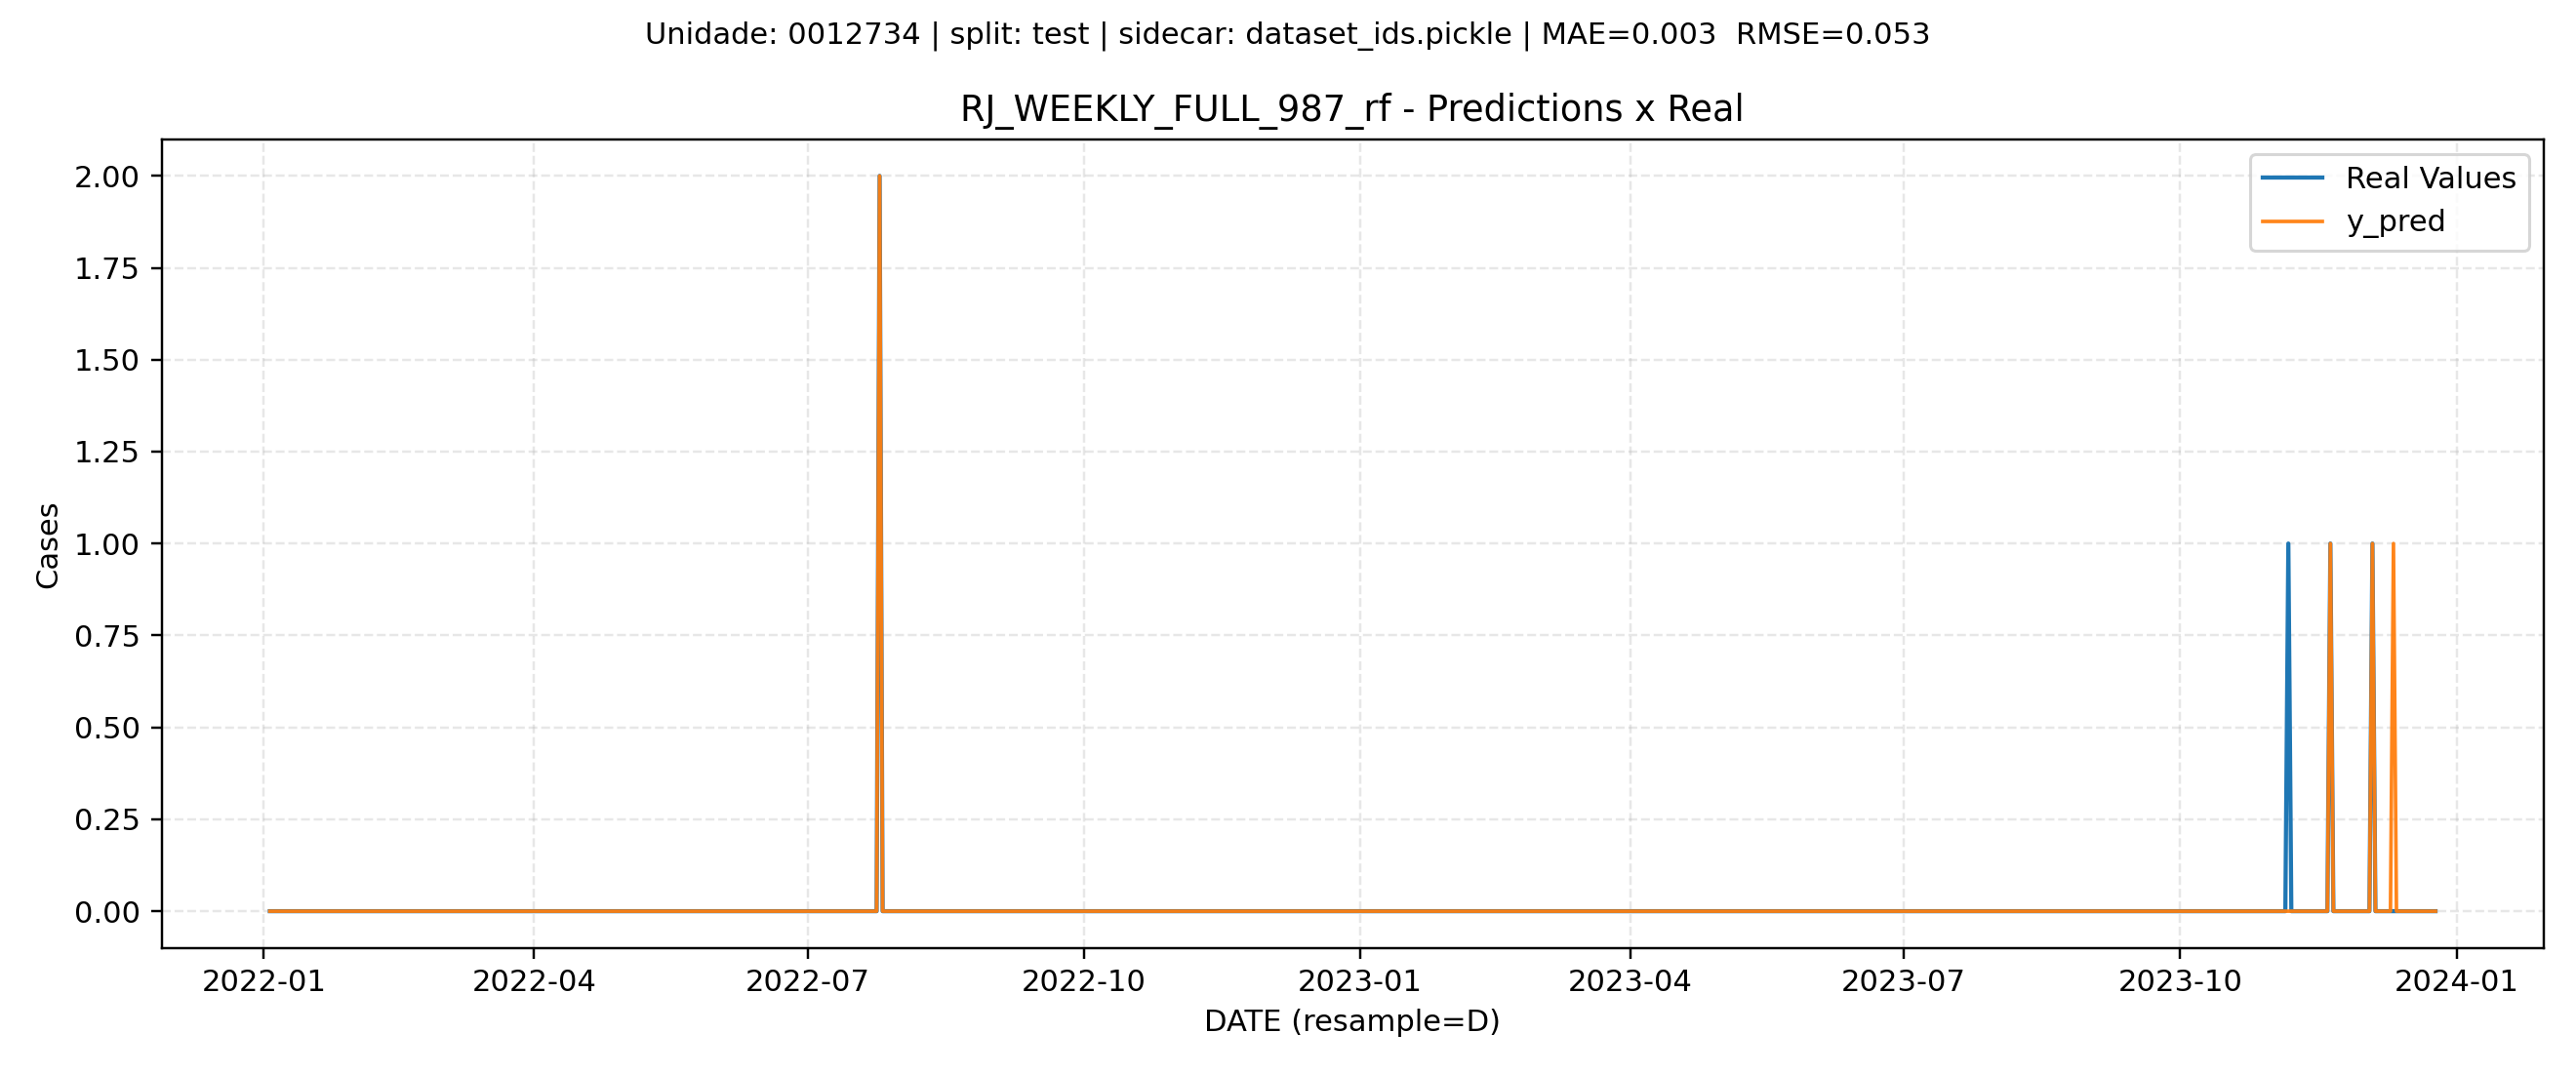 Unidade: 0012734 | split: test | sidecar: dataset_ids.pickle | MAE=0.003  RMSE=0.053
RJ_WEEKLY_FULL_987_rf - Predictions x Real
Real Values
y_pred
Cases
2.00
1.75
1.50
1.25
1.00
0.75
0.50
0.25
0.00
2022-01 2022-04 2022-07 2022-10 2023-01 2023-04 2023-07 2023-10 2024-01
DATE (resample=D)